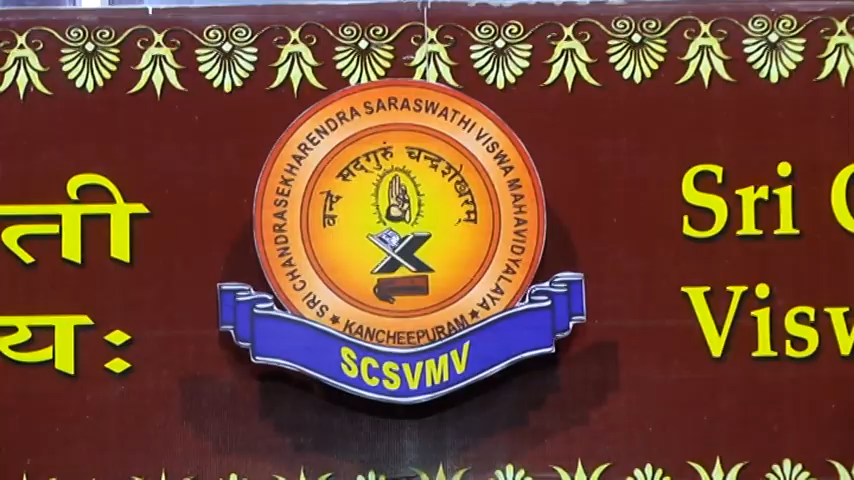 ती
य:
SRI CHANDRASEKHARENDRA SARASWATHI VISWA MAHAVIDYALAYA
वन्दे सद्गुरुं चन्द्रशेखरम्
★ KANCHEEPURAM ★
SCSVMV
Sri C
Visw